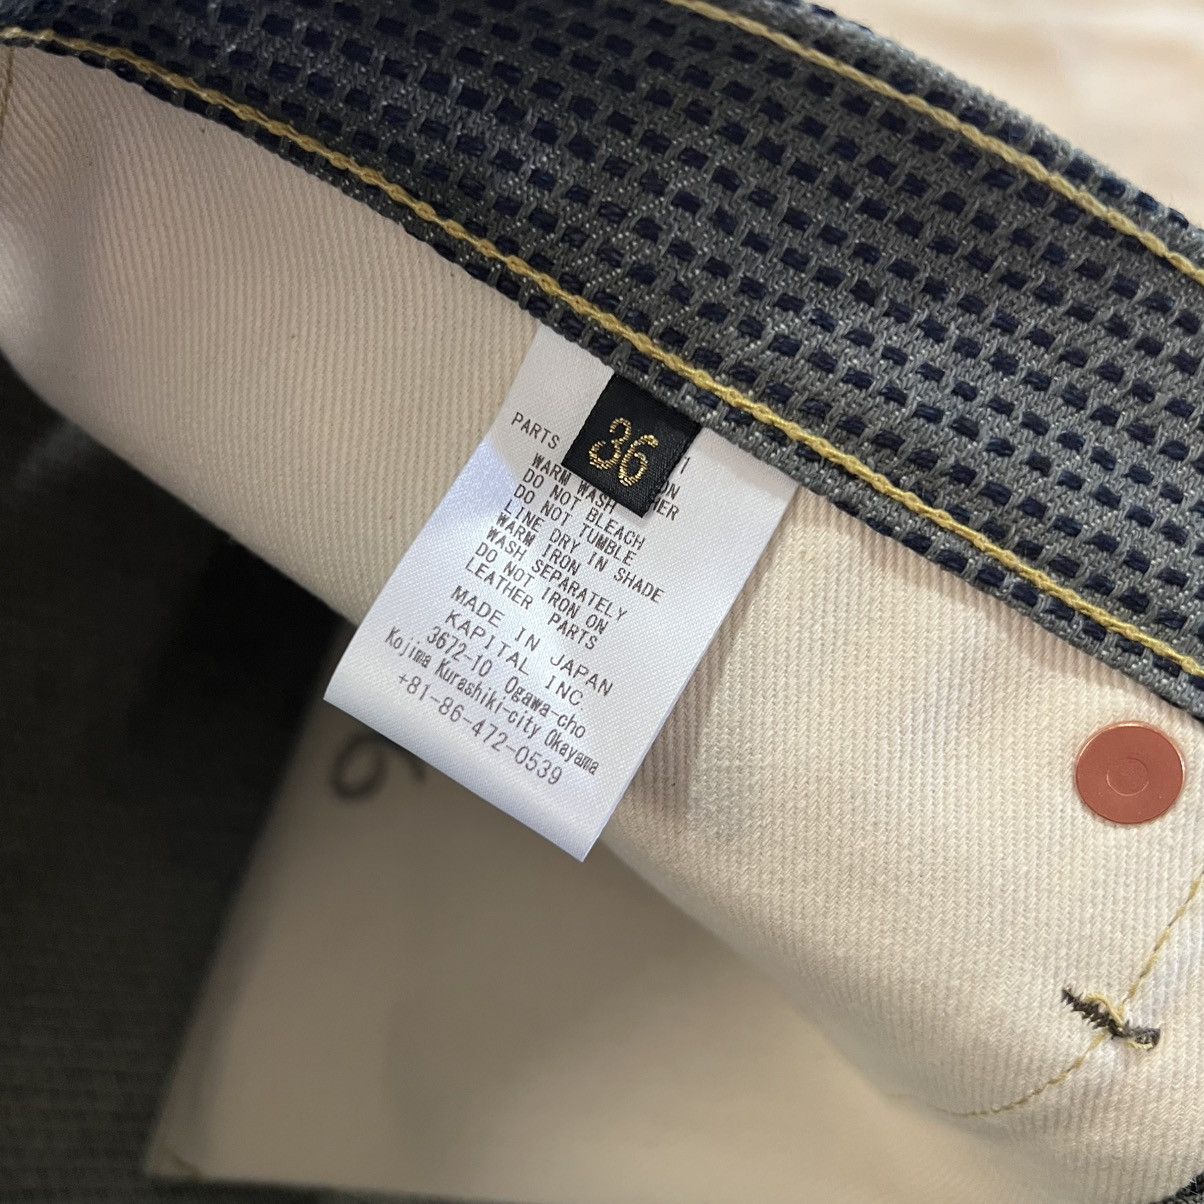 36
PARTS
WARM WASH
DO NOT BLEACH
DO NOT TUMBLE
LINE DRY IN SHADE
WARM IRON
WASH SEPARATELY
DO NOT IRON ON
LEATHER PARTS
MADE IN JAPAN
KAPITAL INC.
3672-10 Ogawa-cho
Kojima Kurashiki-city Okayama
+81-86-472-0539